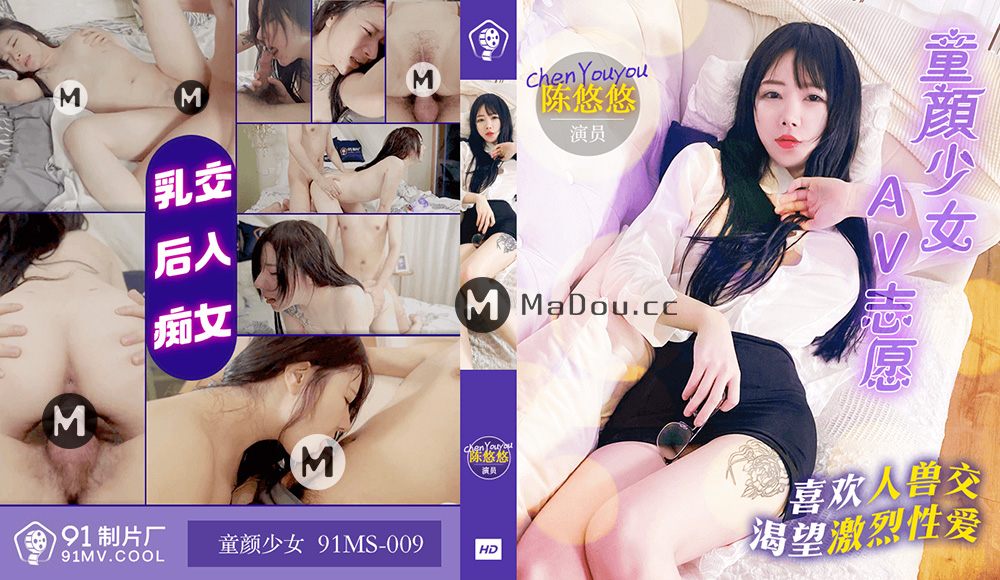 乳交
后入
痴女
91制片厂
91MV.COOL
童颜少女 91MS-009
M
MaDou.cc
chenYouyou
陈悠悠
演员
HD
chenYouyou
陈悠悠
演员
童顔少女
AV志愿
喜欢人兽交
渴望激烈性爱